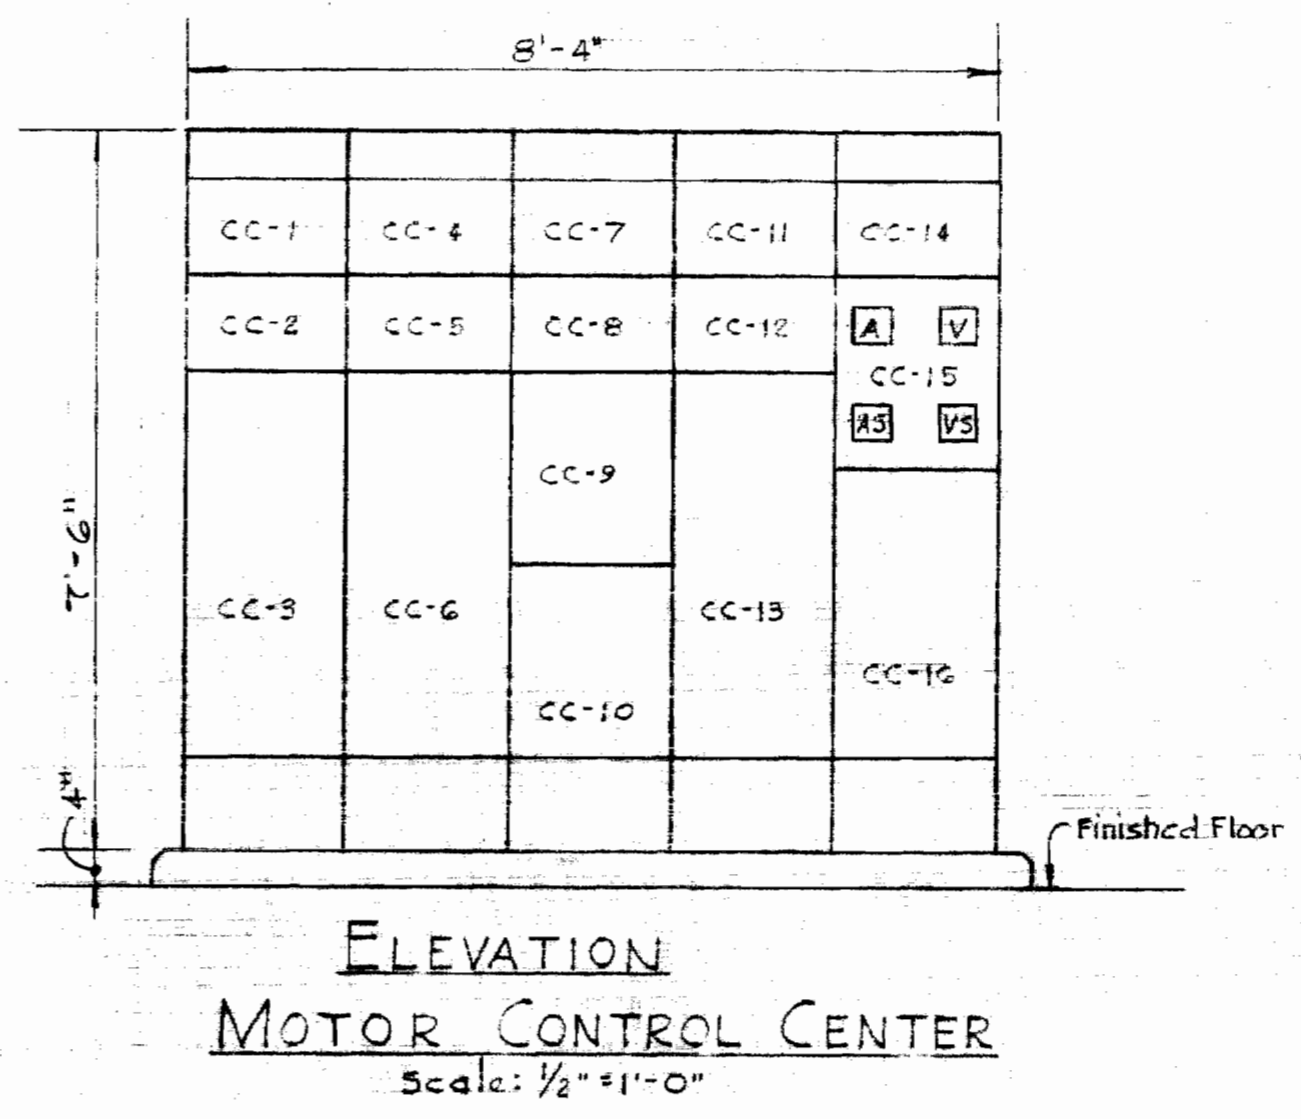 8'-4"
CC-1 CC-4 CC-7 CC-11 CC-14
CC-2 CC-5 CC-8 CC-12 A V
CC-15
AS VS
CC-9
7'-6"
CC-3 CC-6 CC-13
CC-16
CC-10
4"
Finished Floor
ELEVATION
MOTOR CONTROL CENTER
Scale: 1/2" = 1'-0"